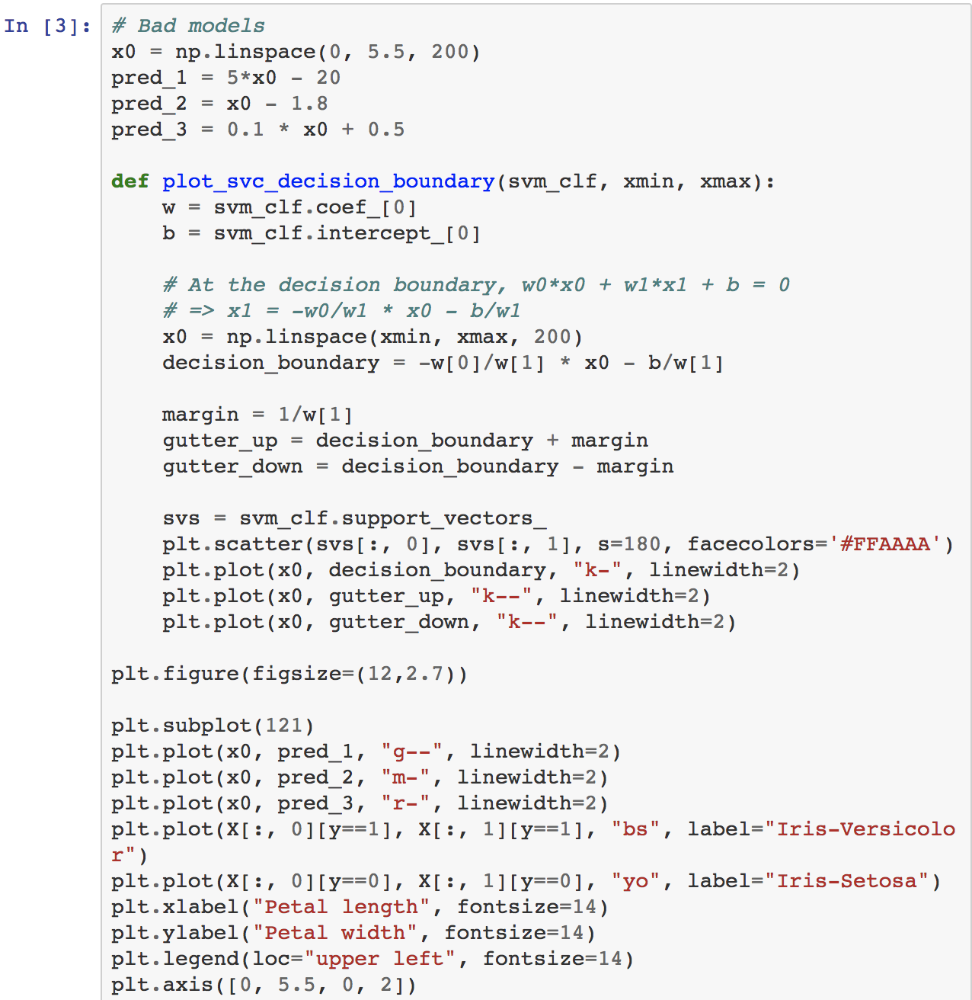 In [3]:
# Bad models
x0 = np.linspace(0, 5.5, 200)
pred_1 = 5*x0 - 20
pred_2 = x0 - 1.8
pred_3 = 0.1 * x0 + 0.5

def plot_svc_decision_boundary(svm_clf, xmin, xmax):
    w = svm_clf.coef_[0]
    b = svm_clf.intercept_[0]

    # At the decision boundary, w0*x0 + w1*x1 + b = 0
    # => x1 = -w0/w1 * x0 - b/w1
    x0 = np.linspace(xmin, xmax, 200)
    decision_boundary = -w[0]/w[1] * x0 - b/w[1]

    margin = 1/w[1]
    gutter_up = decision_boundary + margin
    gutter_down = decision_boundary - margin

    svs = svm_clf.support_vectors_
    plt.scatter(svs[:, 0], svs[:, 1], s=180, facecolors='#FFAAAA')
    plt.plot(x0, decision_boundary, "k-", linewidth=2)
    plt.plot(x0, gutter_up, "k--", linewidth=2)
    plt.plot(x0, gutter_down, "k--", linewidth=2)

plt.figure(figsize=(12,2.7))

plt.subplot(121)
plt.plot(x0, pred_1, "g--", linewidth=2)
plt.plot(x0, pred_2, "m-", linewidth=2)
plt.plot(x0, pred_3, "r-", linewidth=2)
plt.plot(X[:, 0][y==1], X[:, 1][y==1], "bs", label="Iris-Versicolo
r")
plt.plot(X[:, 0][y==0], X[:, 1][y==0], "yo", label="Iris-Setosa")
plt.xlabel("Petal length", fontsize=14)
plt.ylabel("Petal width", fontsize=14)
plt.legend(loc="upper left", fontsize=14)
plt.axis([0, 5.5, 0, 2])